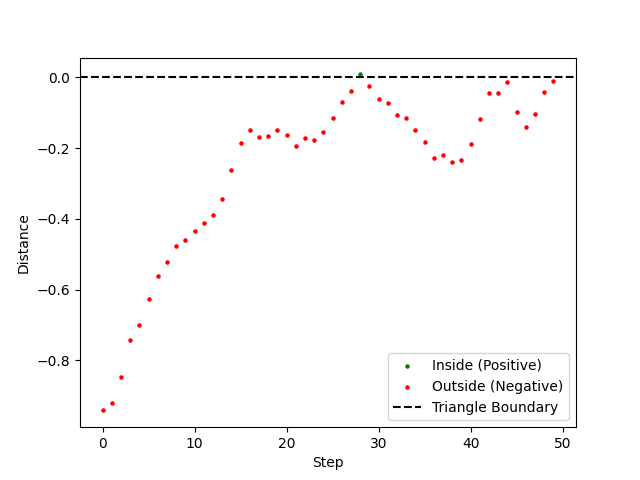 0.0
−0.2
−0.4
−0.6
−0.8
Distance
0 10 20 30 40 50
Step
Inside (Positive)
Outside (Negative)
Triangle Boundary